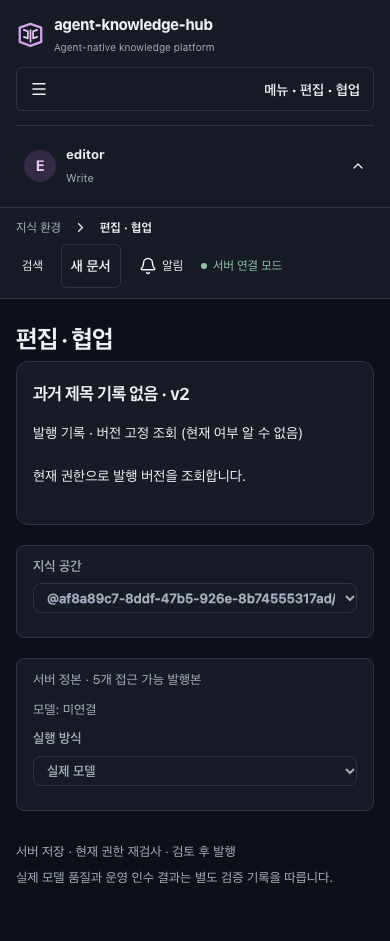 agent-knowledge-hub
Agent-native knowledge platform
메뉴 · 편집 · 협업
E
editor
Write
지식 환경 > 편집 · 협업
검색
새 문서
알림
서버 연결 모드
편집 · 협업
과거 제목 기록 없음 · v2
발행 기록 · 버전 고정 조회 (현재 여부 알 수 없음)
현재 권한으로 발행 버전을 조회합니다.
지식 공간
@af8a89c7-8ddf-47b5-926e-8b74555317ad/
서버 정본 · 5개 접근 가능 발행본
모델: 미연결
실행 방식
실제 모델
서버 저장 · 현재 권한 재검사 · 검토 후 발행
실제 모델 품질과 운영 인수 결과는 별도 검증 기록을 따릅니다.